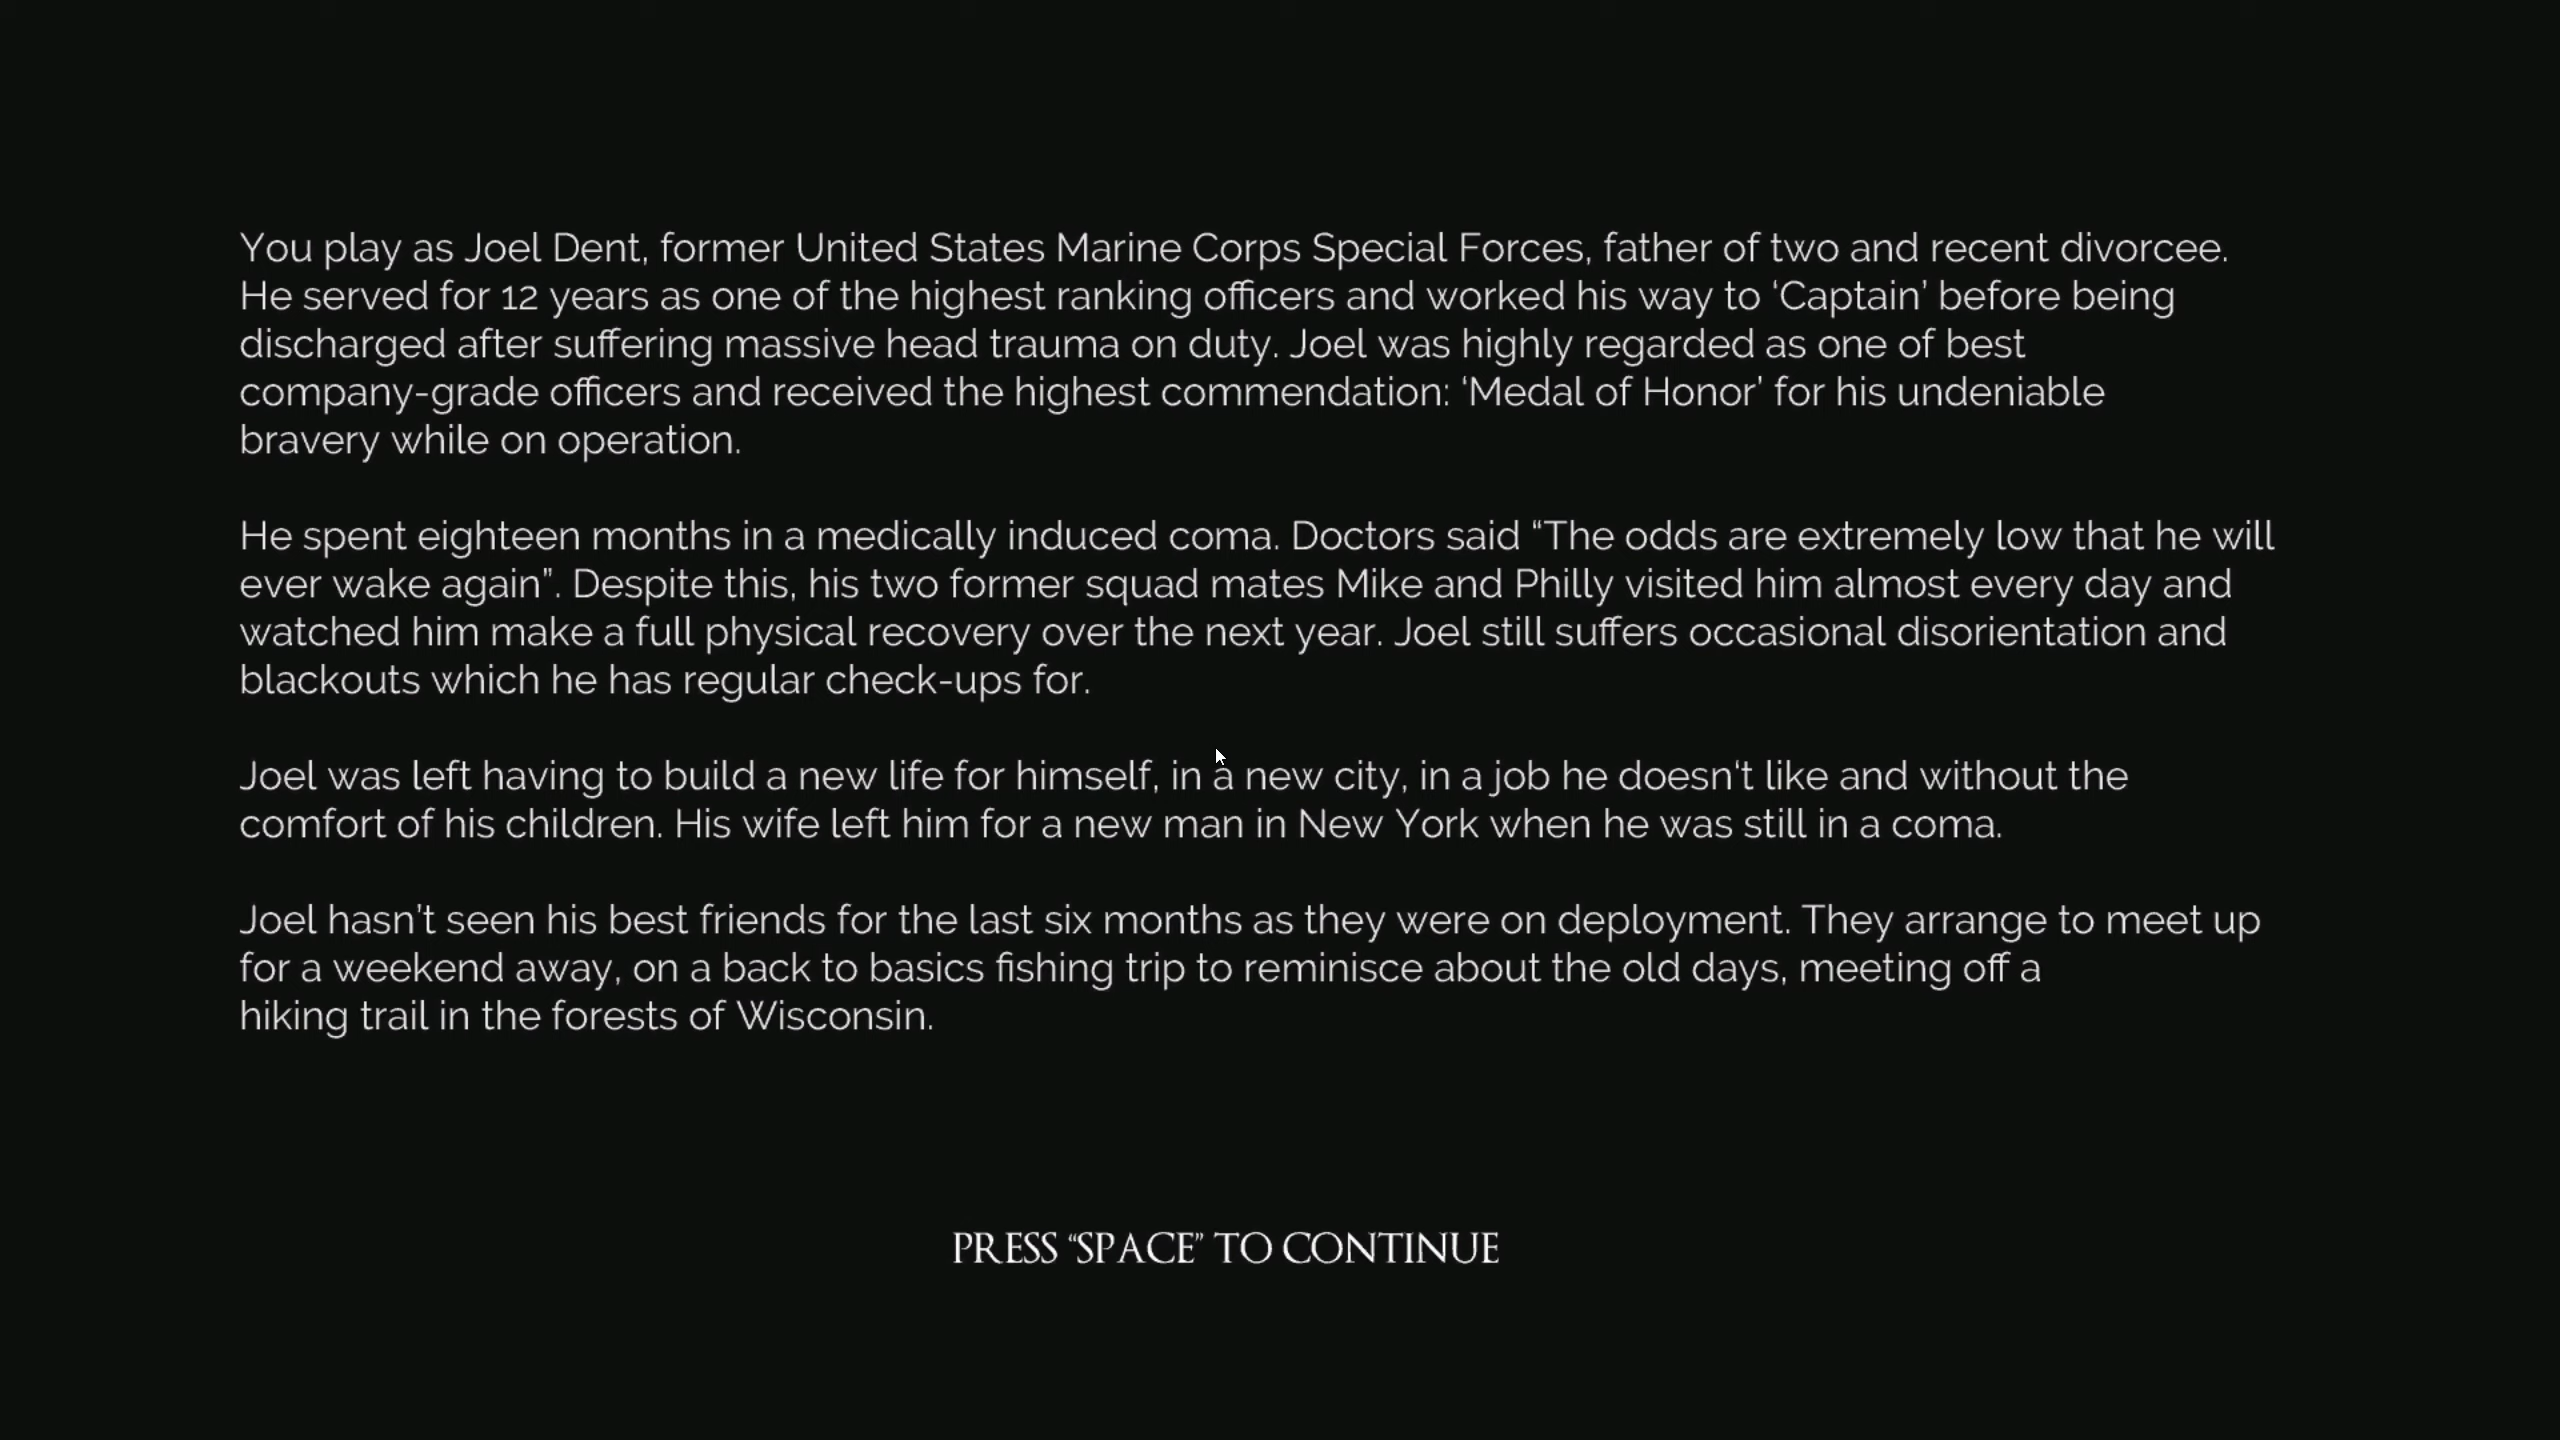 You play as Joel Dent, former United States Marine Corps Special Forces, father of two and recent divorcee.
He served for 12 years as one of the highest ranking officers and worked his way to ‘Captain’ before being
discharged after suffering massive head trauma on duty. Joel was highly regarded as one of best
company-grade officers and received the highest commendation: ‘Medal of Honor’ for his undeniable
bravery while on operation.
He spent eighteen months in a medically induced coma. Doctors said “The odds are extremely low that he will
ever wake again”. Despite this, his two former squad mates Mike and Philly visited him almost every day and
watched him make a full physical recovery over the next year. Joel still suffers occasional disorientation and
blackouts which he has regular check-ups for.
Joel was left having to build a new life for himself, in a new city, in a job he doesn‘t like and without the
comfort of his children. His wife left him for a new man in New York when he was still in a coma.
Joel hasn’t seen his best friends for the last six months as they were on deployment. They arrange to meet up
for a weekend away, on a back to basics fishing trip to reminisce about the old days, meeting off a
hiking trail in the forests of Wisconsin.
PRESS “SPACE” TO CONTINUE